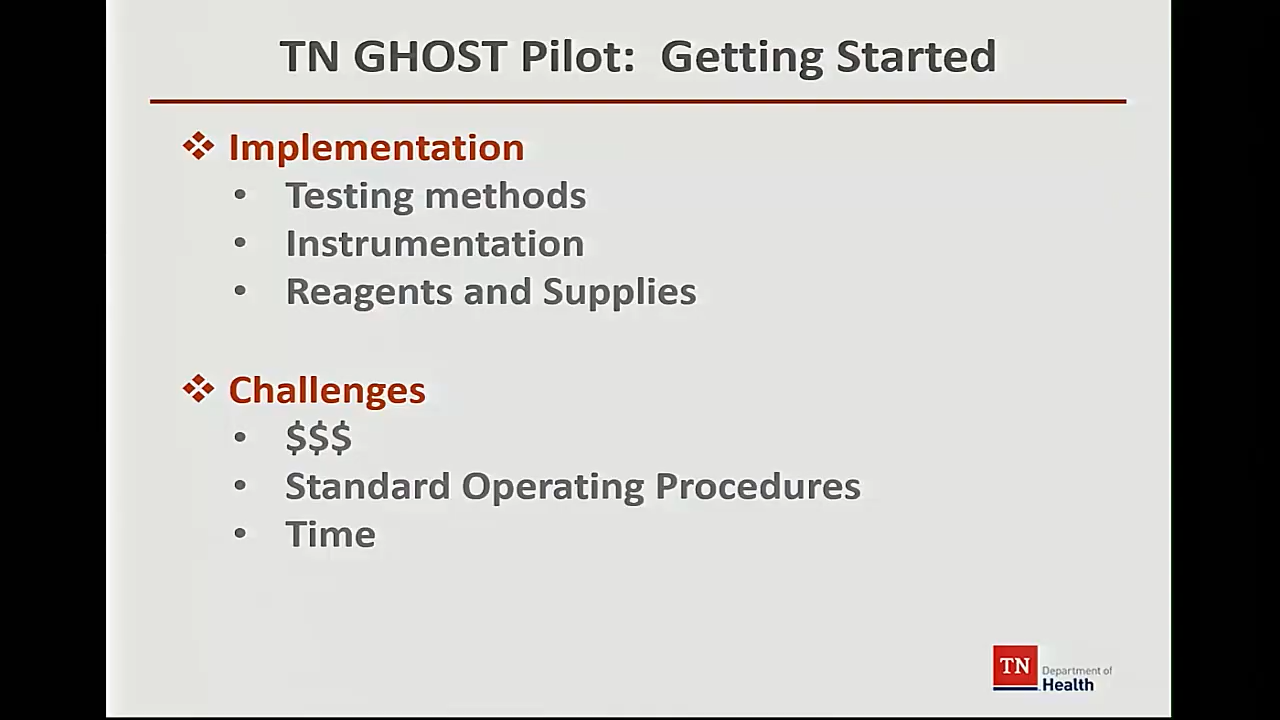 TN GHOST Pilot: Getting Started
❖ Implementation
• Testing methods
• Instrumentation
• Reagents and Supplies
❖ Challenges
• $$$
• Standard Operating Procedures
• Time
TN
Department of
Health